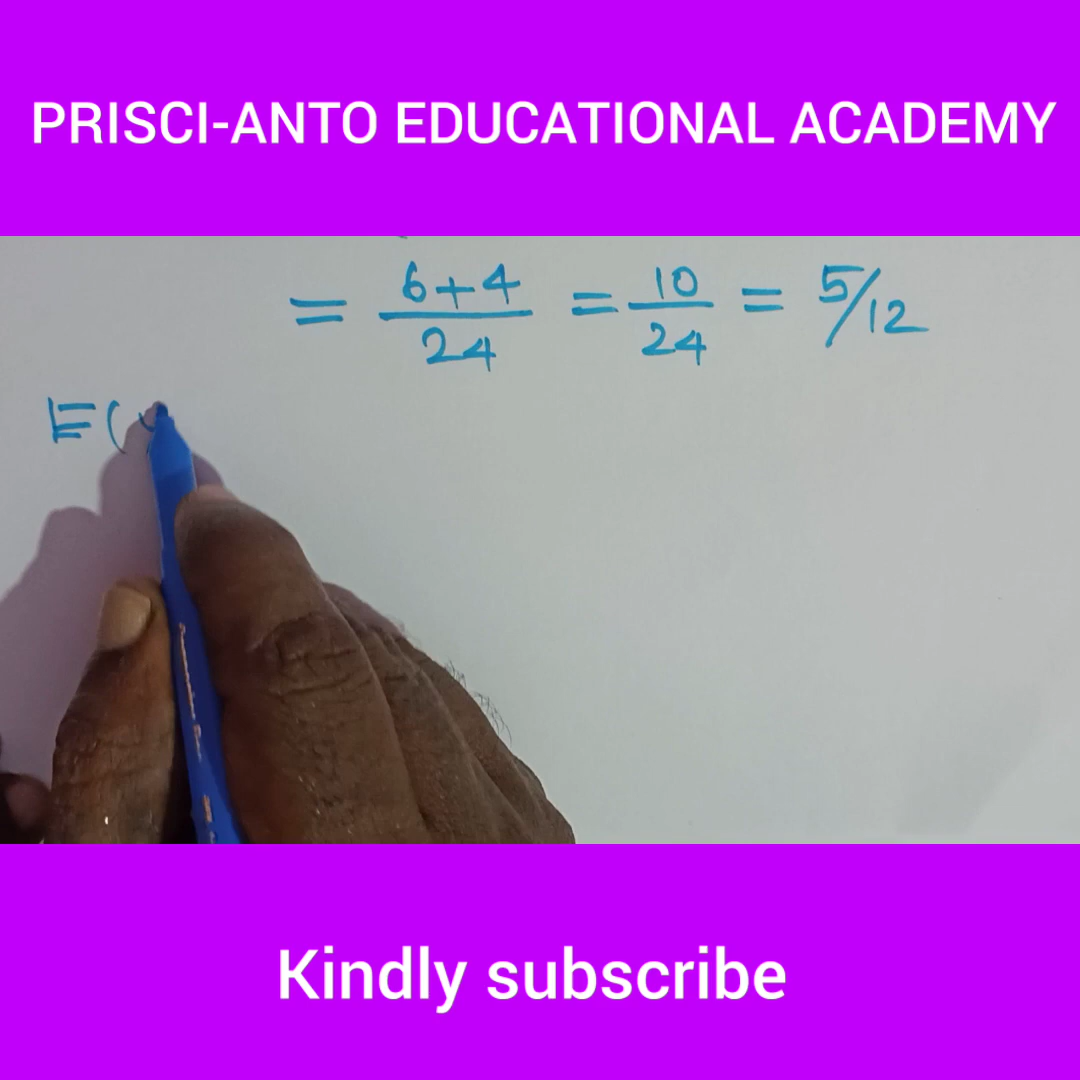 PRISCI-ANTO EDUCATIONAL ACADEMY
= 6+4/24 = 10/24 = 5/12
E(
Kindly subscribe